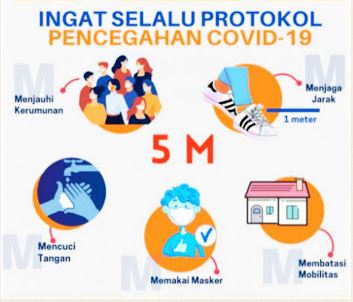 INGAT SELALU PROTOKOL
PENCEGAHAN COVID-19
M
Menjauhi
Kerumunan
M
Menjaga
Jarak
1 meter
5 M
M
Mencuci
Tangan
M
Memakai Masker
M
Membatasi
Mobilitas